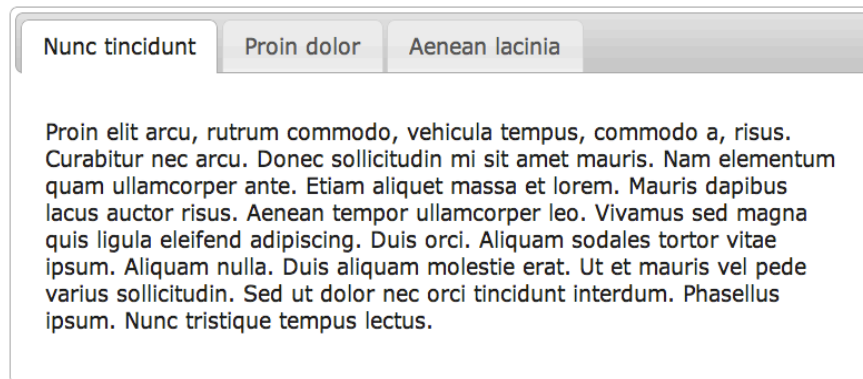 Nunc tincidunt Proin dolor Aenean lacinia
Proin elit arcu, rutrum commodo, vehicula tempus, commodo a, risus.
Curabitur nec arcu. Donec sollicitudin mi sit amet mauris. Nam elementum
quam ullamcorper ante. Etiam aliquet massa et lorem. Mauris dapibus
lacus auctor risus. Aenean tempor ullamcorper leo. Vivamus sed magna
quis ligula eleifend adipiscing. Duis orci. Aliquam sodales tortor vitae
ipsum. Aliquam nulla. Duis aliquam molestie erat. Ut et mauris vel pede
varius sollicitudin. Sed ut dolor nec orci tincidunt interdum. Phasellus
ipsum. Nunc tristique tempus lectus.